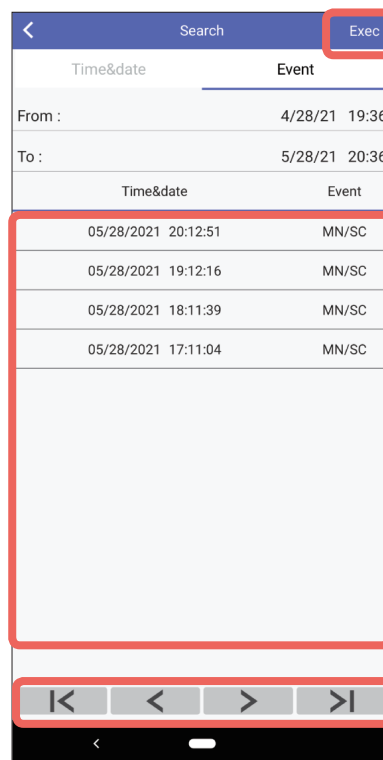 Search Exec
Time&date Event
From : 4/28/21 19:36
To : 5/28/21 20:36
Time&date Event
05/28/2021 20:12:51 MN/SC
05/28/2021 19:12:16 MN/SC
05/28/2021 18:11:39 MN/SC
05/28/2021 17:11:04 MN/SC